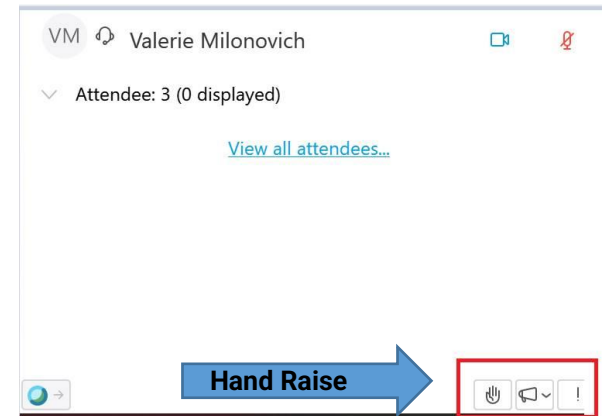 VM Valerie Milonovich
Attendee: 3 (0 displayed)
View all attendees...
Hand Raise
!